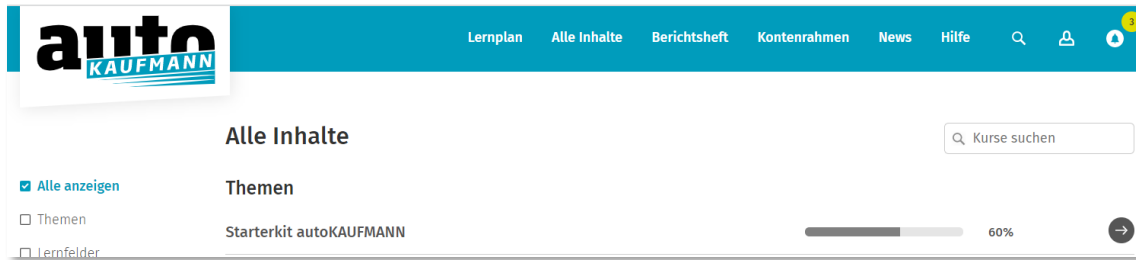 auto
KAUFMANN
Lernplan Alle Inhalte Berichtsheft Kontenrahmen News Hilfe 3
Alle Inhalte
Kurse suchen
Alle anzeigen
Themen
Lernfelder
Themen
Starterkit autoKAUFMANN 60%